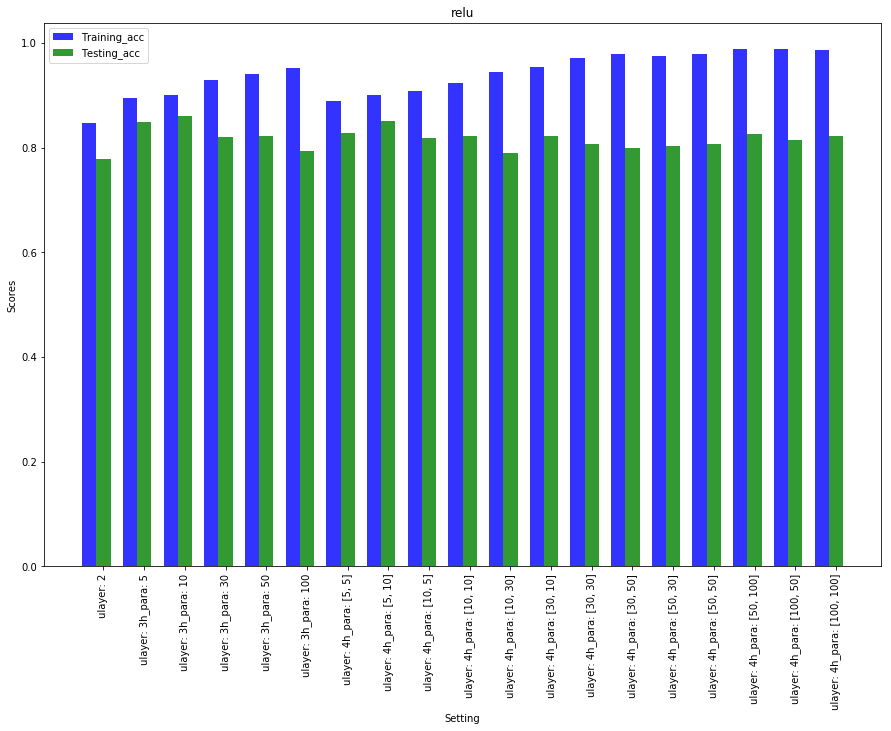 relu
Training_acc
Testing_acc
1.0
0.8
0.6
0.4
0.2
0.0
Scores
ulayer: 2
ulayer: 3h_para: 5
ulayer: 3h_para: 10
ulayer: 3h_para: 30
ulayer: 3h_para: 50
ulayer: 3h_para: 100
ulayer: 4h_para: [5, 5]
ulayer: 4h_para: [5, 10]
ulayer: 4h_para: [10, 5]
ulayer: 4h_para: [10, 10]
ulayer: 4h_para: [10, 30]
ulayer: 4h_para: [30, 10]
ulayer: 4h_para: [30, 30]
ulayer: 4h_para: [30, 50]
ulayer: 4h_para: [50, 30]
ulayer: 4h_para: [50, 50]
ulayer: 4h_para: [50, 100]
ulayer: 4h_para: [100, 50]
ulayer: 4h_para: [100, 100]
Setting